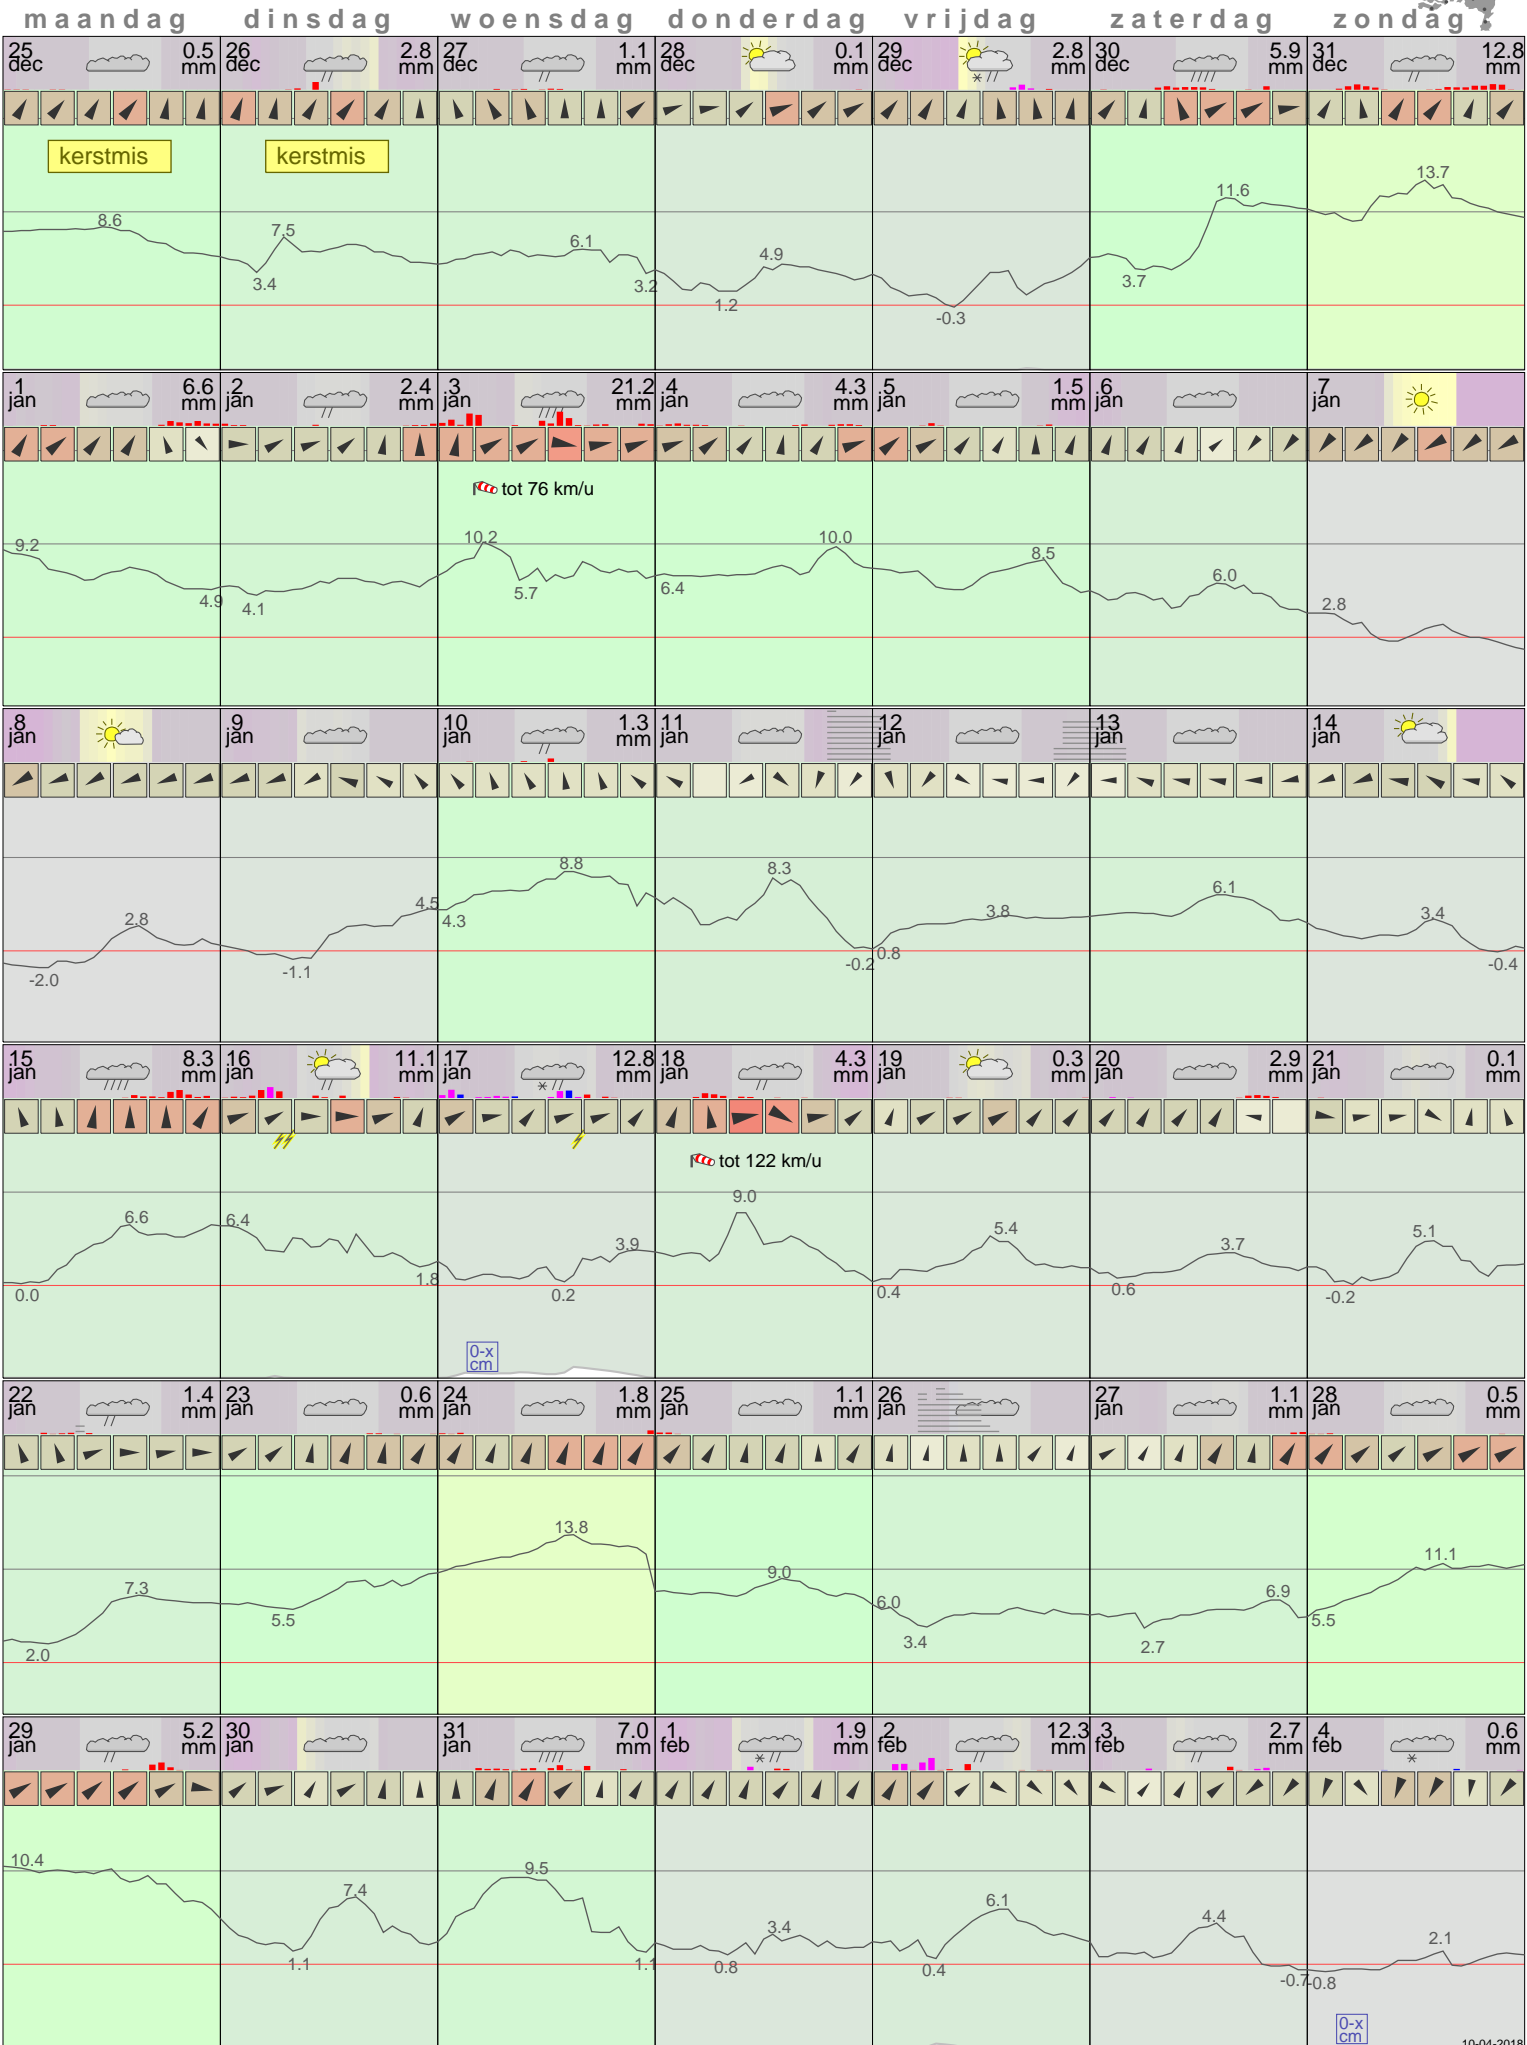 maandag dinsdag woensdag donderdag vrijdag zaterdag zondag
25 dec 0.5 mm 26 dec 2.8 mm 27 dec 1.1 mm 28 dec 0.1 mm 29 dec 2.8 mm 30 dec 5.9 mm 31 dec 12.8 mm
kerstmis kerstmis
8.6 7.5 3.4 6.1 3.2 1.2 4.9 -0.3 3.7 11.6 13.7
1 jan 6.6 mm 2 jan 2.4 mm 3 jan 21.2 mm 4 jan 4.3 mm 5 jan 1.5 mm 6 jan 7 jan
tot 76 km/u
9.2 4.9 4.1 10.2 5.7 6.4 10.0 8.5 6.0 2.8
8 jan 9 jan 10 jan 1.3 mm 11 jan 12 jan 13 jan 14 jan
-2.0 2.8 -1.1 4.5 4.3 8.8 8.3 -0.2 0.8 3.8 6.1 3.4 -0.4
15 jan 8.3 mm 16 jan 11.1 mm 17 jan 12.8 mm 18 jan 4.3 mm 19 jan 0.3 mm 20 jan 2.9 mm 21 jan 0.1 mm
tot 122 km/u
0.0 6.6 6.4 1.8 0.2 3.9 9.0 0.4 5.4 0.6 3.7 -0.2 5.1
0-x
cm
22 jan 1.4 mm 23 jan 0.6 mm 24 jan 1.8 mm 25 jan 1.1 mm 26 jan 27 jan 1.1 mm 28 jan 0.5 mm
2.0 7.3 5.5 13.8 9.0 6.0 3.4 2.7 6.9 5.5 11.1
29 jan 5.2 mm 30 jan 31 jan 7.0 mm 1 feb 1.9 mm 2 feb 12.3 mm 3 feb 2.7 mm 4 feb 0.6 mm
10.4 1.1 7.4 9.5 1.1 0.8 3.4 0.4 6.1 4.4 -0.7 -0.8 2.1
0-x
cm
10-04-2018